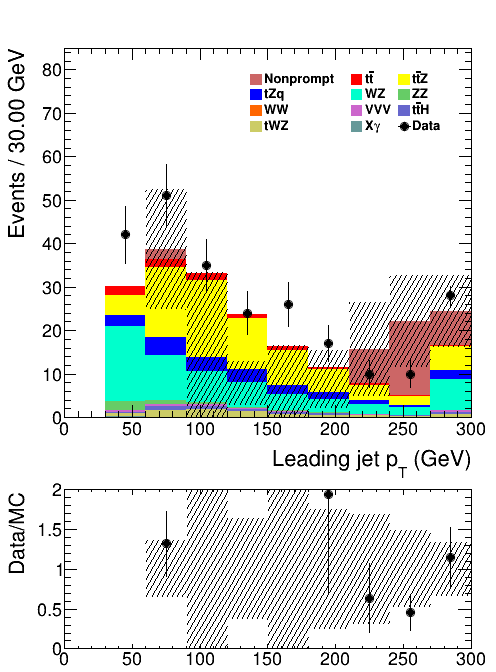 Events / 30.00 GeV
80
70
60
50
40
30
20
10
0
Nonprompt tt̄ tt̄Z
tZq WZ ZZ
WW VVV tt̄H
tWZ Xγ Data
0 50 100 150 200 250 300
Leading jet p_T (GeV)
Data/MC
2
1.5
1
0.5
0
0 50 100 150 200 250 300